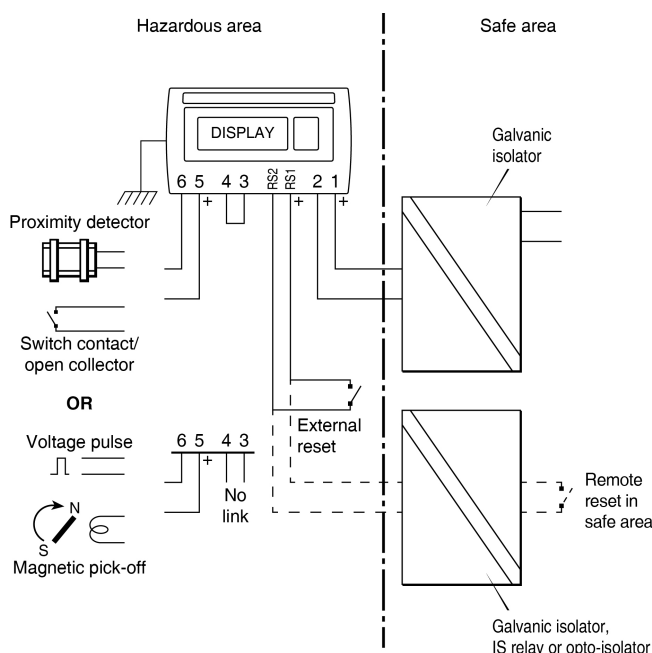 Hazardous area
Safe area
DISPLAY
6 5 4 3 RS2 RS1 2 1
+ + +
Galvanic
isolator
Proximity detector
Switch contact/
open collector
OR
External
reset
Voltage pulse
6 5 4 3
+
No
link
N
S
Magnetic pick-off
Remote
reset in
safe area
Galvanic isolator,
IS relay or opto-isolator